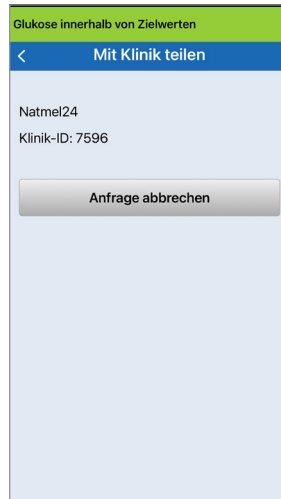 Glukose innerhalb von Zielwerten
Mit Klinik teilen
Natmel24
Klinik-ID: 7596
Anfrage abbrechen